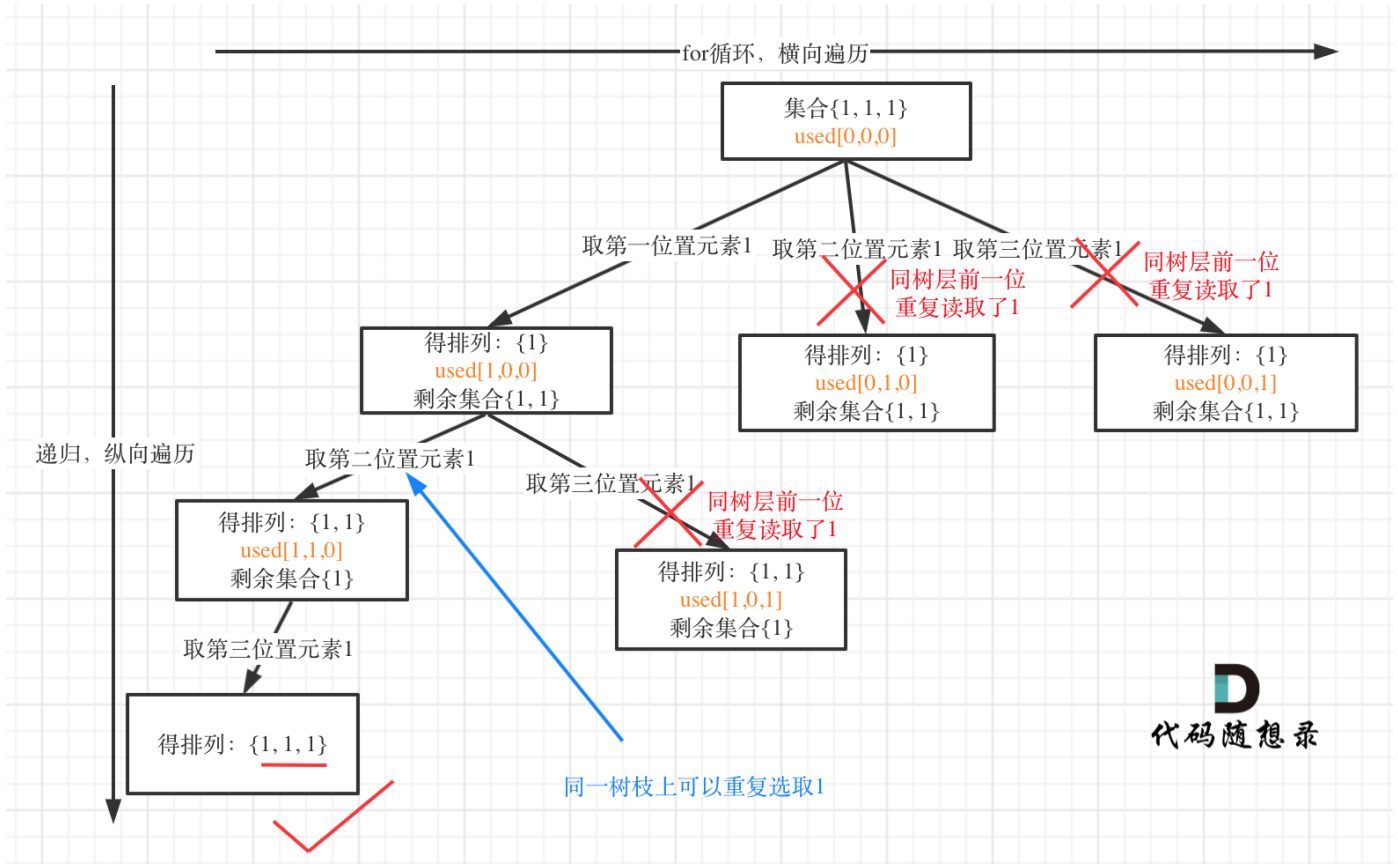 for循环，横向遍历
集合{1, 1, 1}
used[0,0,0]
取第一位置元素1
取第二位置元素1
取第三位置元素1
同树层前一位
重复读取了1
同树层前一位
重复读取了1
得排列：{1}
used[1,0,0]
剩余集合{1, 1}
得排列：{1}
used[0,1,0]
剩余集合{1, 1}
得排列：{1}
used[0,0,1]
剩余集合{1, 1}
递归，纵向遍历
取第二位置元素1
取第三位置元素1
同树层前一位
重复读取了1
得排列：{1, 1}
used[1,1,0]
剩余集合{1}
得排列：{1, 1}
used[1,0,1]
剩余集合{1}
取第三位置元素1
得排列：{1, 1, 1}
同一树枝上可以重复选取1
代码随想录